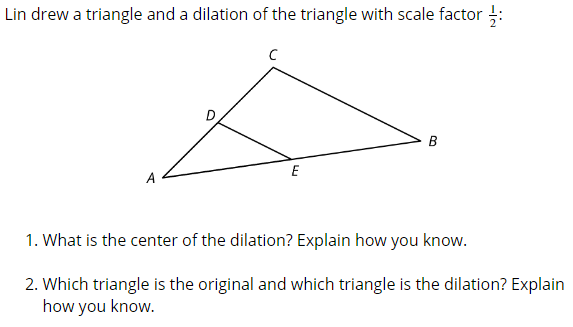 Lin drew a triangle and a dilation of the triangle with scale factor 1/2:
C
D
B
E
A
1. What is the center of the dilation? Explain how you know.
2. Which triangle is the original and which triangle is the dilation? Explain
how you know.